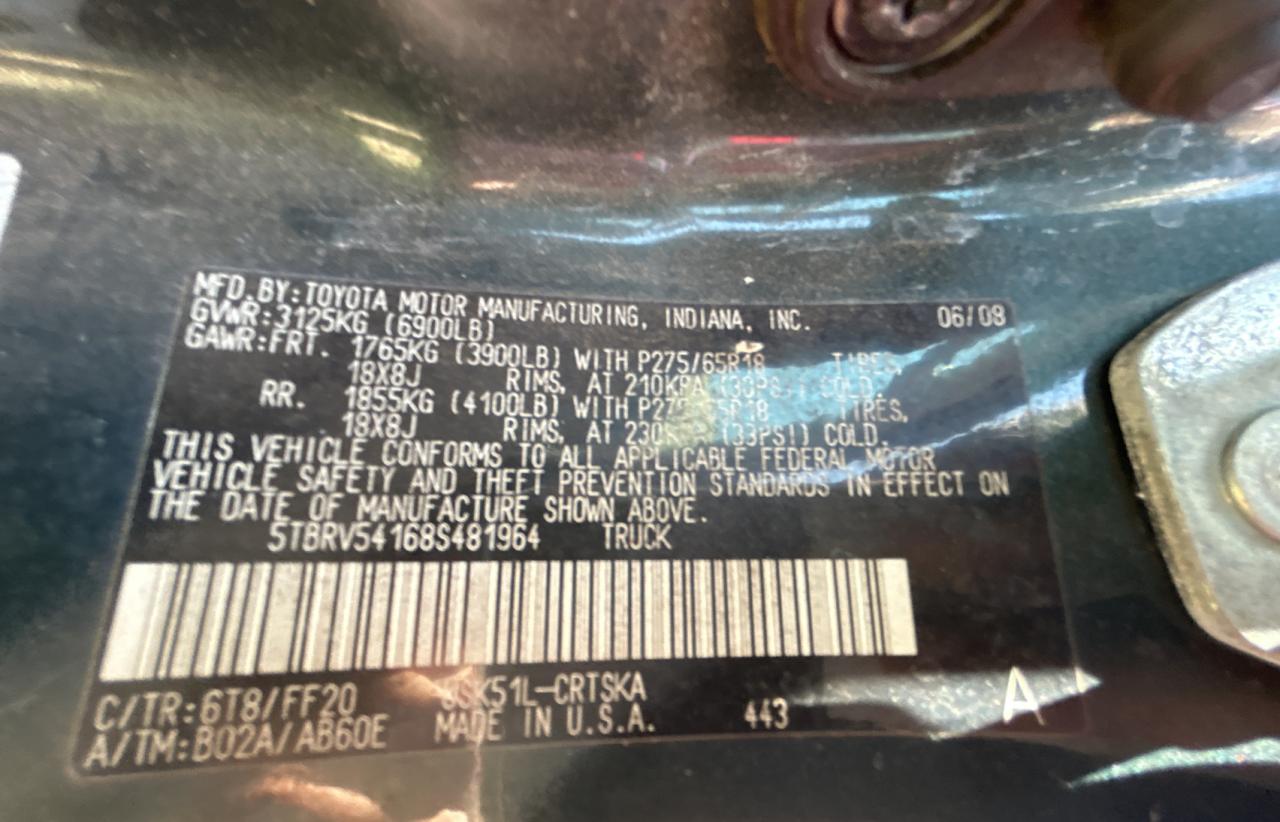 MFD.BY:TOYOTA MOTOR MANUFACTURING, INDIANA, INC. 06/08
GVWR:3125KG (6900LB)
GAWR:FRT. 1765KG (3900LB) WITH P275/65R18 TIRES,
18X8J RIMS, AT 210KPA COLD.
RR. 1855KG (4100LB) WITH TIRES,
18X8J RIMS, AT (33PSI) COLD.
THIS VEHICLE CONFORMS TO ALL APPLICABLE FEDERAL MOTOR
VEHICLE SAFETY AND THEFT PREVENTION STANDARDS IN EFFECT ON
THE DATE OF MANUFACTURE SHOWN ABOVE.
5TBRV54168S481964 TRUCK
C/TR:6T8/FF20
A/TM:B02A/AB60E MADE IN U.S.A. 443 A